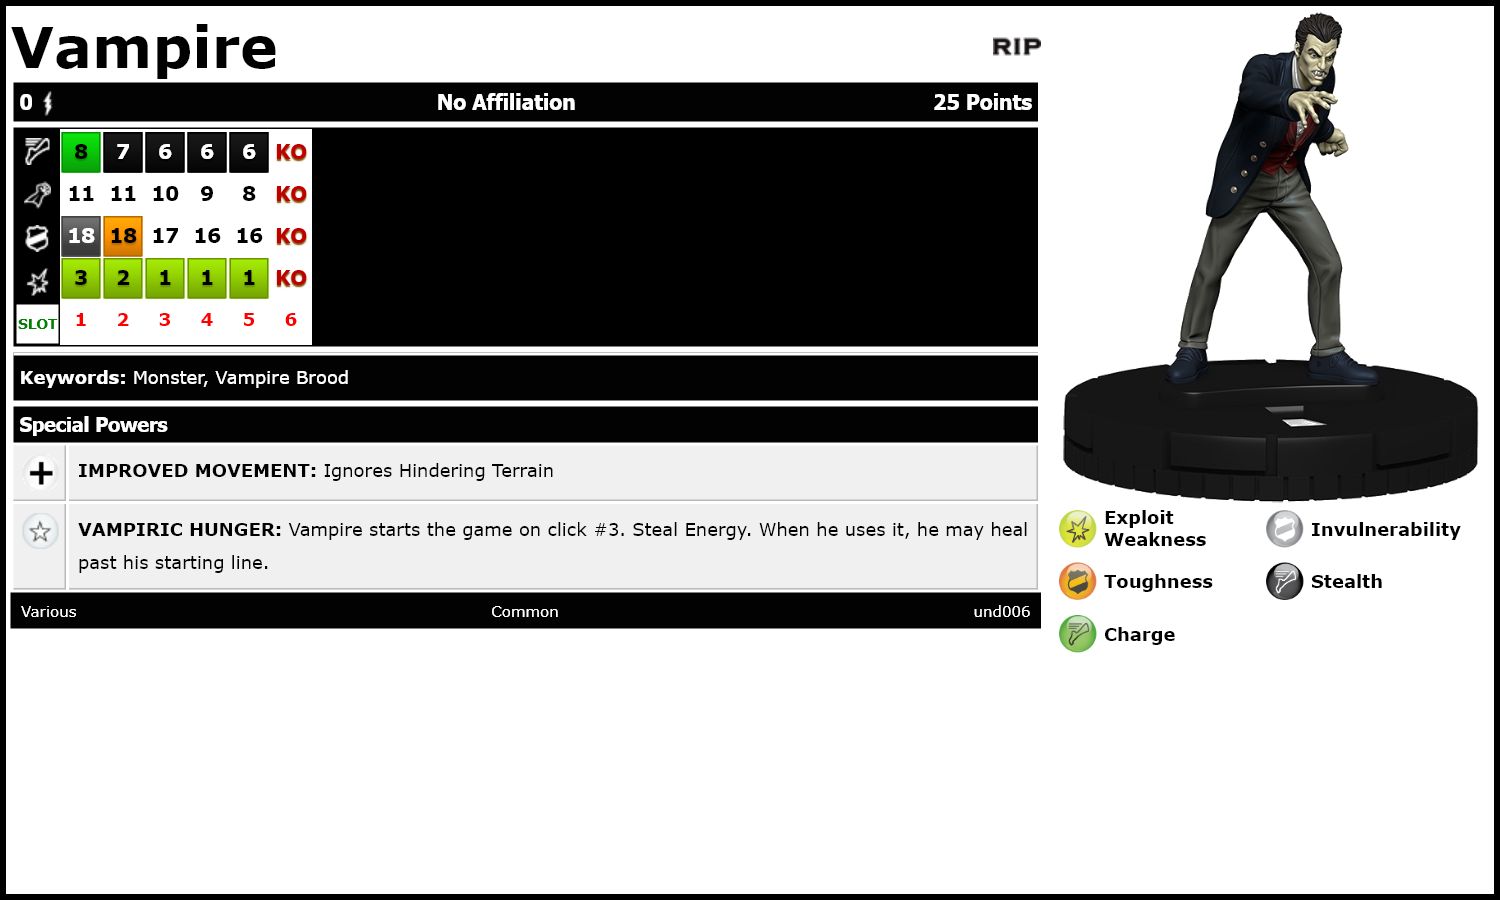 Vampire
RIP
0 No Affiliation 25 Points
8 7 6 6 6 KO
11 11 10 9 8 KO
18 18 17 16 16 KO
3 2 1 1 1 KO
SLOT 1 2 3 4 5 6
Keywords: Monster, Vampire Brood
Special Powers
IMPROVED MOVEMENT: Ignores Hindering Terrain
VAMPIRIC HUNGER: Vampire starts the game on click #3. Steal Energy. When he uses it, he may heal
past his starting line.
Various Common und006
Exploit
Weakness
Invulnerability
Toughness
Stealth
Charge